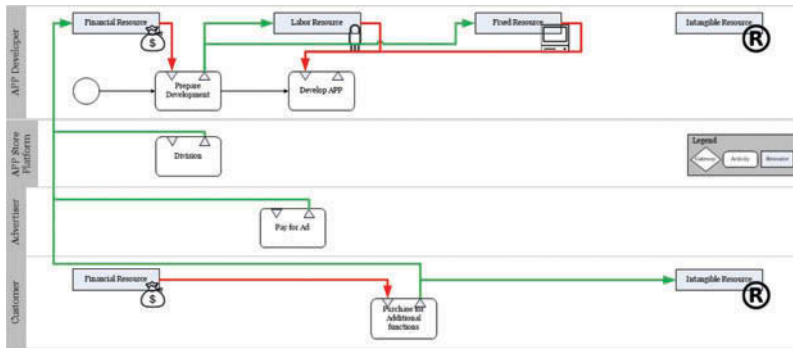 APP Developer
Financial Resource
Labor Resource
Fixed Resource
Intangible Resource
$
R
Prepare
Development
Develop APP
APP Store
Platform
Division
Legend
Gateway
Activity
Resource
Advertiser
Pay for Ad
Customer
Financial Resource
Intangible Resource
$
R
Purchase for
Additional
functions